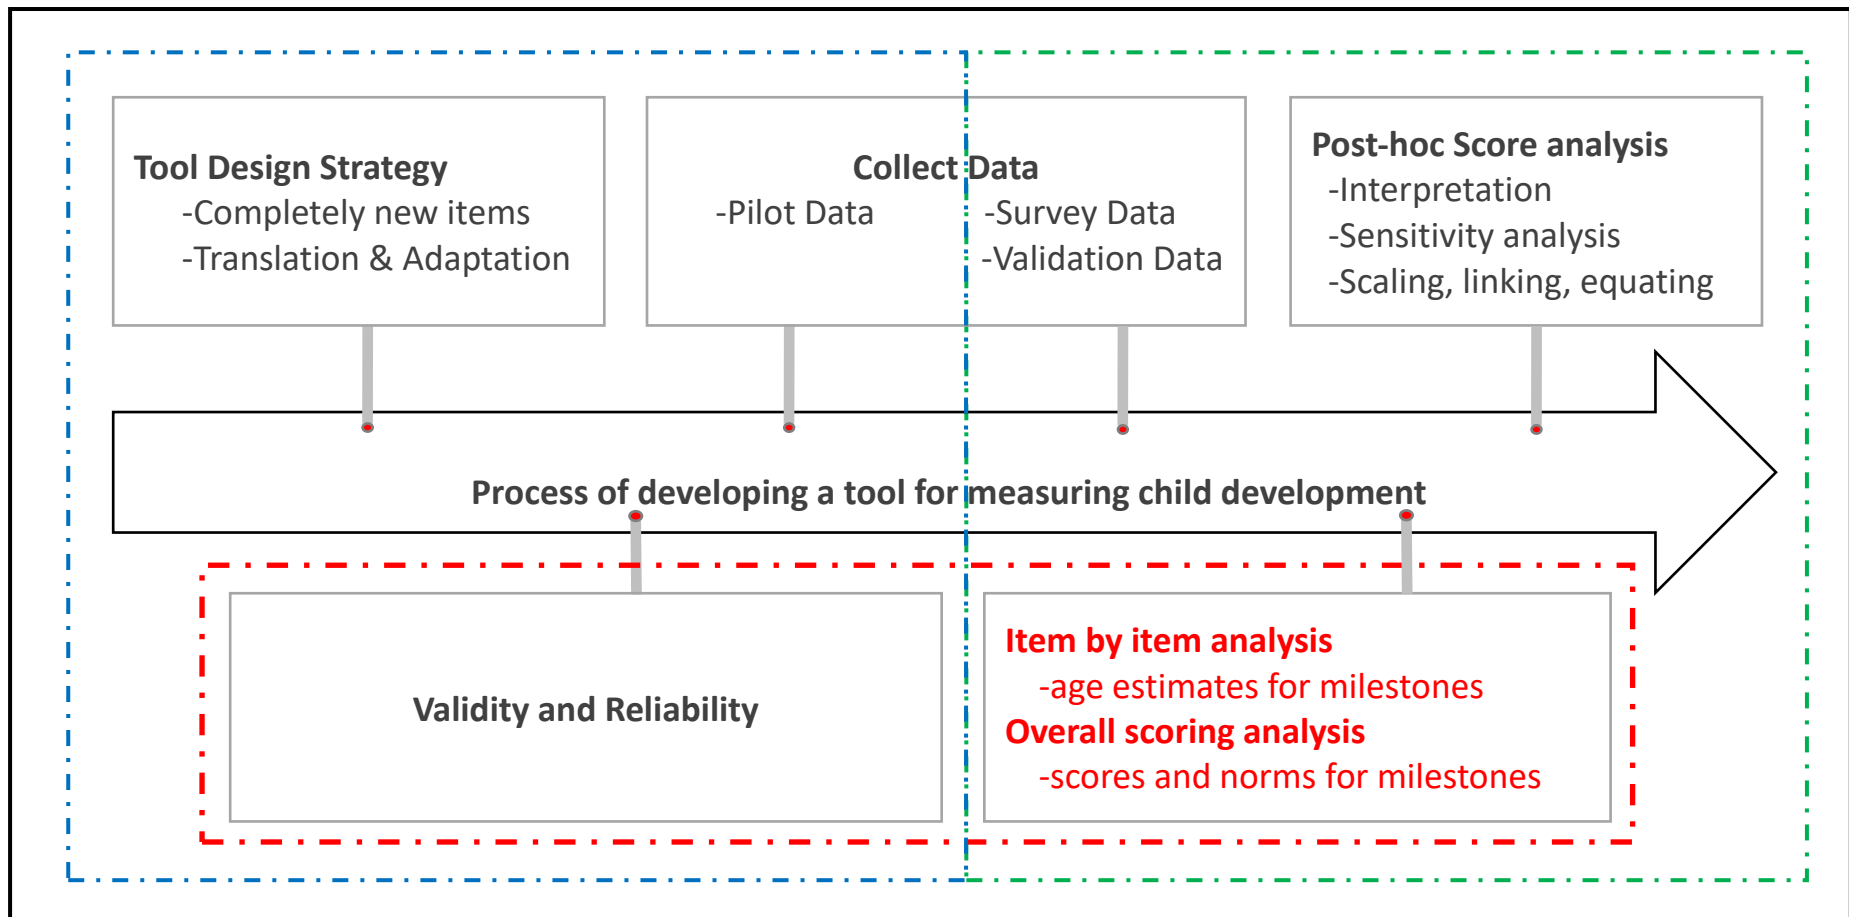 Tool Design Strategy
-Completely new items
-Translation & Adaptation
Collect Data
-Pilot Data
-Survey Data
-Validation Data
Post-hoc Score analysis
-Interpretation
-Sensitivity analysis
-Scaling, linking, equating
Process of developing a tool for measuring child development
Validity and Reliability
Item by item analysis
-age estimates for milestones
Overall scoring analysis
-scores and norms for milestones